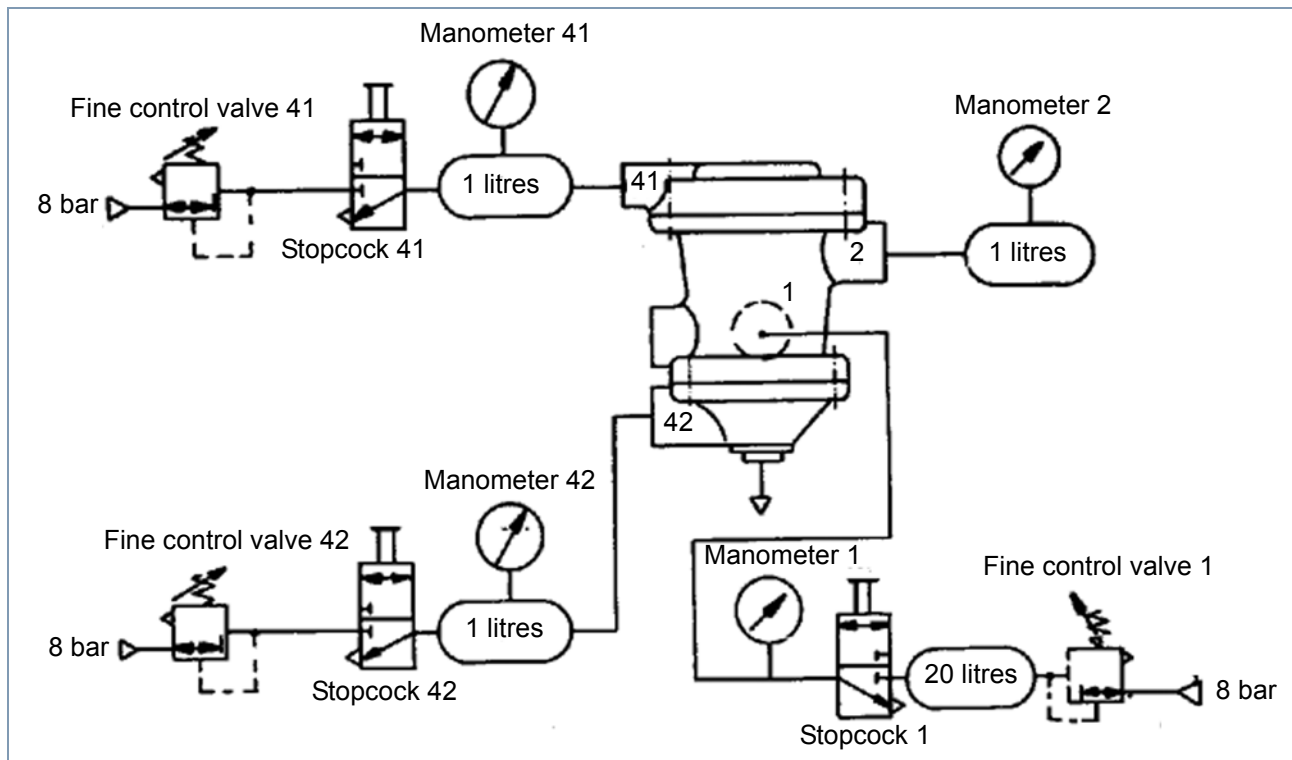 Manometer 41
Fine control valve 41
Manometer 2
8 bar
1 litres
41
Stopcock 41
2
1 litres
1
42
Manometer 42
Fine control valve 42
Manometer 1
Fine control valve 1
8 bar
1 litres
20 litres
8 bar
Stopcock 42
Stopcock 1